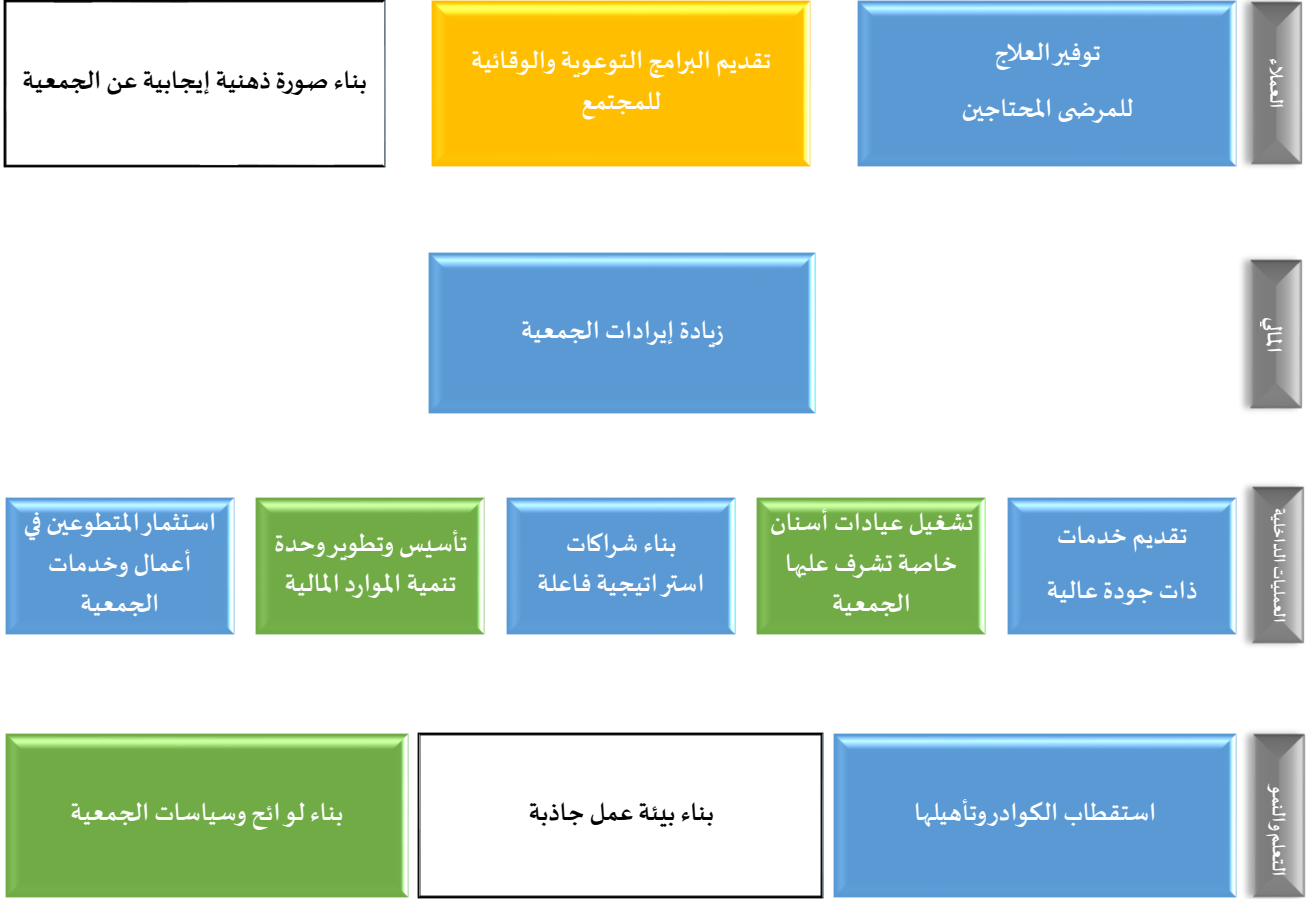 العملاء
توفير العلاج
للمرضى المحتاجين
تقديم البرامج التوعوية والوقائية
للمجتمع
بناء صورة ذهنية إيجابية عن الجمعية
المالي
زيادة إيرادات الجمعية
العمليات الداخلية
تقديم خدمات
ذات جودة عالية
تشغيل عيادات أسنان
خاصة تشرف عليها
الجمعية
بناء شراكات
استراتيجية فاعلة
تأسيس وتطوير وحدة
تنمية الموارد المالية
استثمار المتطوعين في
أعمال وخدمات
الجمعية
التعلم والنمو
استقطاب الكوادر وتأهيلها
بناء بيئة عمل جاذبة
بناء لوائح وسياسات الجمعية